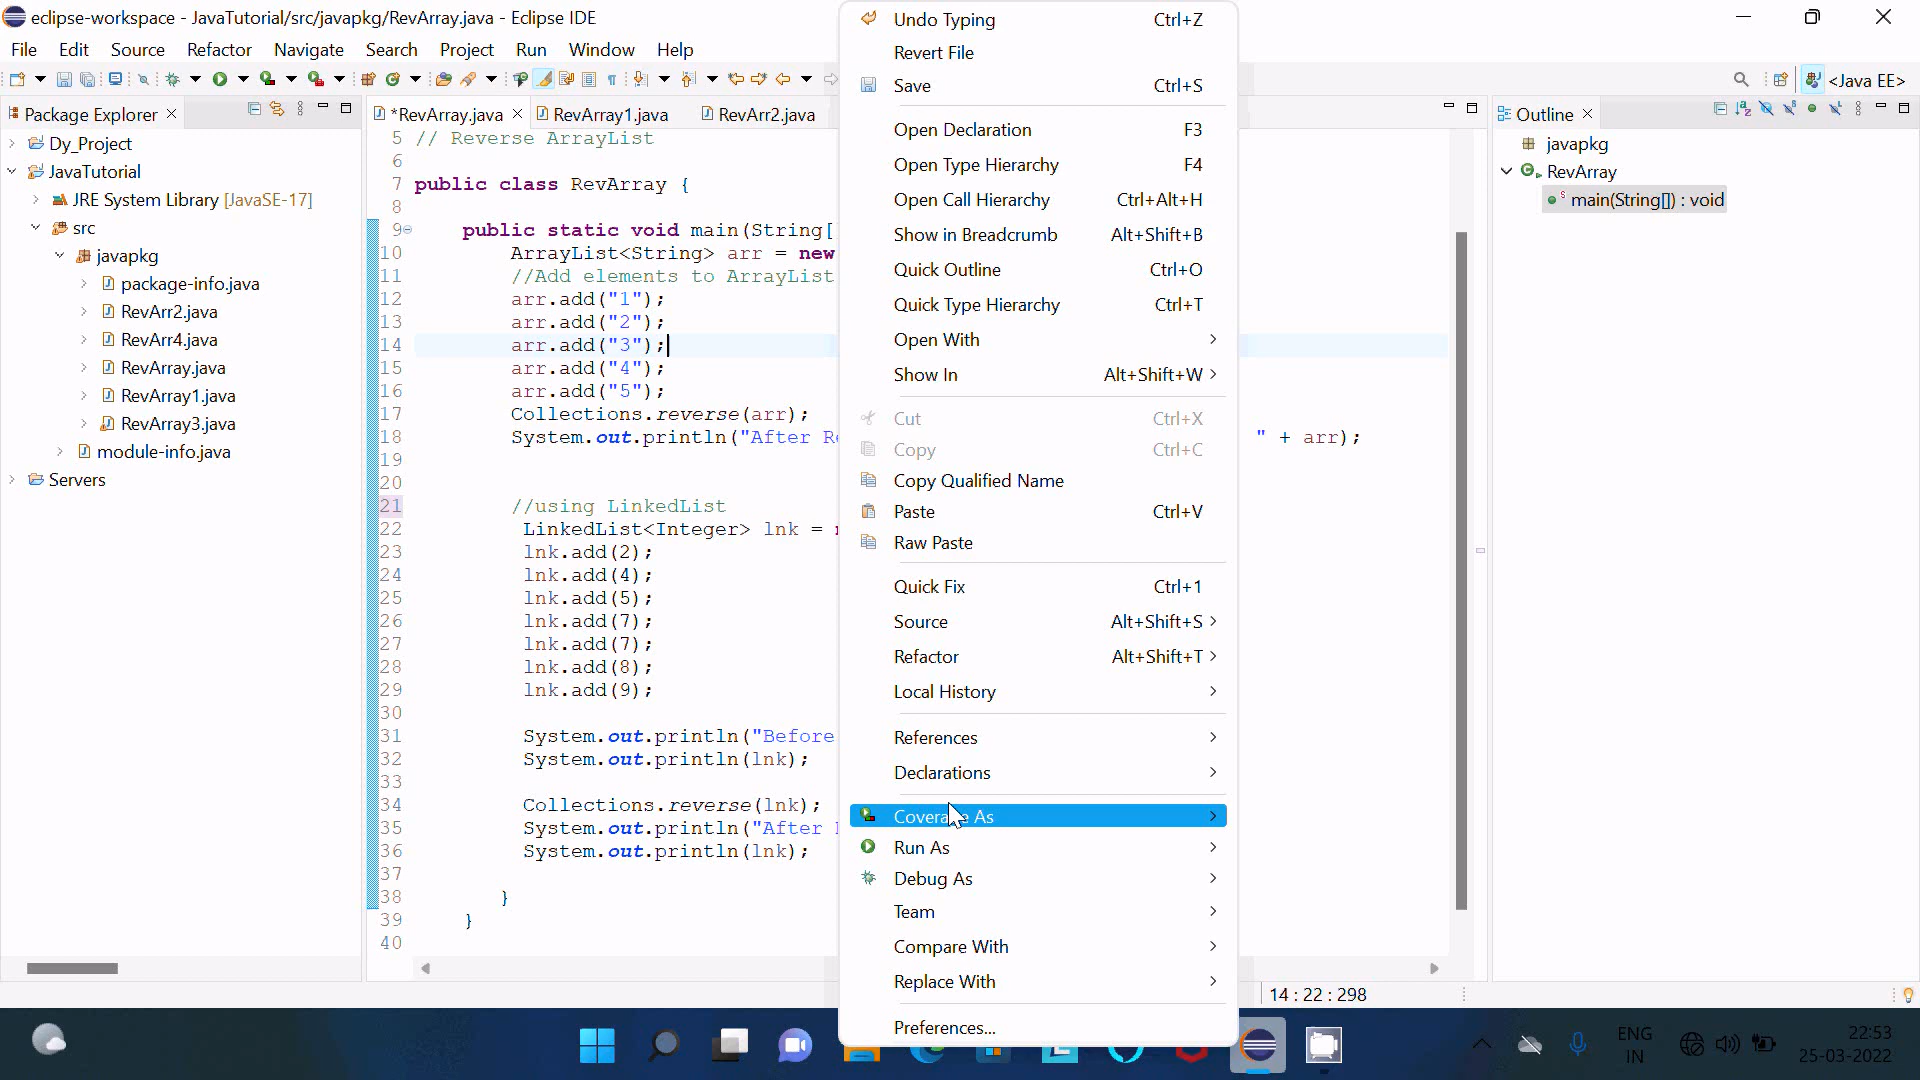 eclipse-workspace - JavaTutorial/src/javapkg/RevArray.java - Eclipse IDE
File Edit Source Refactor Navigate Search Project Run Window Help
<Java EE>
Package Explorer
Dy_Project
JavaTutorial
JRE System Library [JavaSE-17]
src
javapkg
package-info.java
RevArr2.java
RevArr4.java
RevArray.java
RevArray1.java
RevArray3.java
module-info.java
Servers
*RevArray.java RevArray1.java RevArr2.java
5 // Reverse ArrayList
6
7 public class RevArray {
8
9 public static void main(String[
10 ArrayList<String> arr = new
11 //Add elements to ArrayList
12 arr.add("1");
13 arr.add("2");
14 arr.add("3");
15 arr.add("4");
16 arr.add("5");
17 Collections.reverse(arr);
18 System.out.println("After R " + arr);
19
20
21 //using LinkedList
22 LinkedList<Integer> lnk =
23 lnk.add(2);
24 lnk.add(4);
25 lnk.add(5);
26 lnk.add(7);
27 lnk.add(7);
28 lnk.add(8);
29 lnk.add(9);
30
31 System.out.println("Before
32 System.out.println(lnk);
33
34 Collections.reverse(lnk);
35 System.out.println("After
36 System.out.println(lnk);
37
38 }
39 }
40
Undo Typing Ctrl+Z
Revert File
Save Ctrl+S
Open Declaration F3
Open Type Hierarchy F4
Open Call Hierarchy Ctrl+Alt+H
Show in Breadcrumb Alt+Shift+B
Quick Outline Ctrl+O
Quick Type Hierarchy Ctrl+T
Open With
Show In Alt+Shift+W
Cut Ctrl+X
Copy Ctrl+C
Copy Qualified Name
Paste Ctrl+V
Raw Paste
Quick Fix Ctrl+1
Source Alt+Shift+S
Refactor Alt+Shift+T
Local History
References
Declarations
Coverage As
Run As
Debug As
Team
Compare With
Replace With
Preferences...
Outline
javapkg
RevArray
main(String[]) : void
14 : 22 : 298
ENG
IN
22:53
25-03-2022